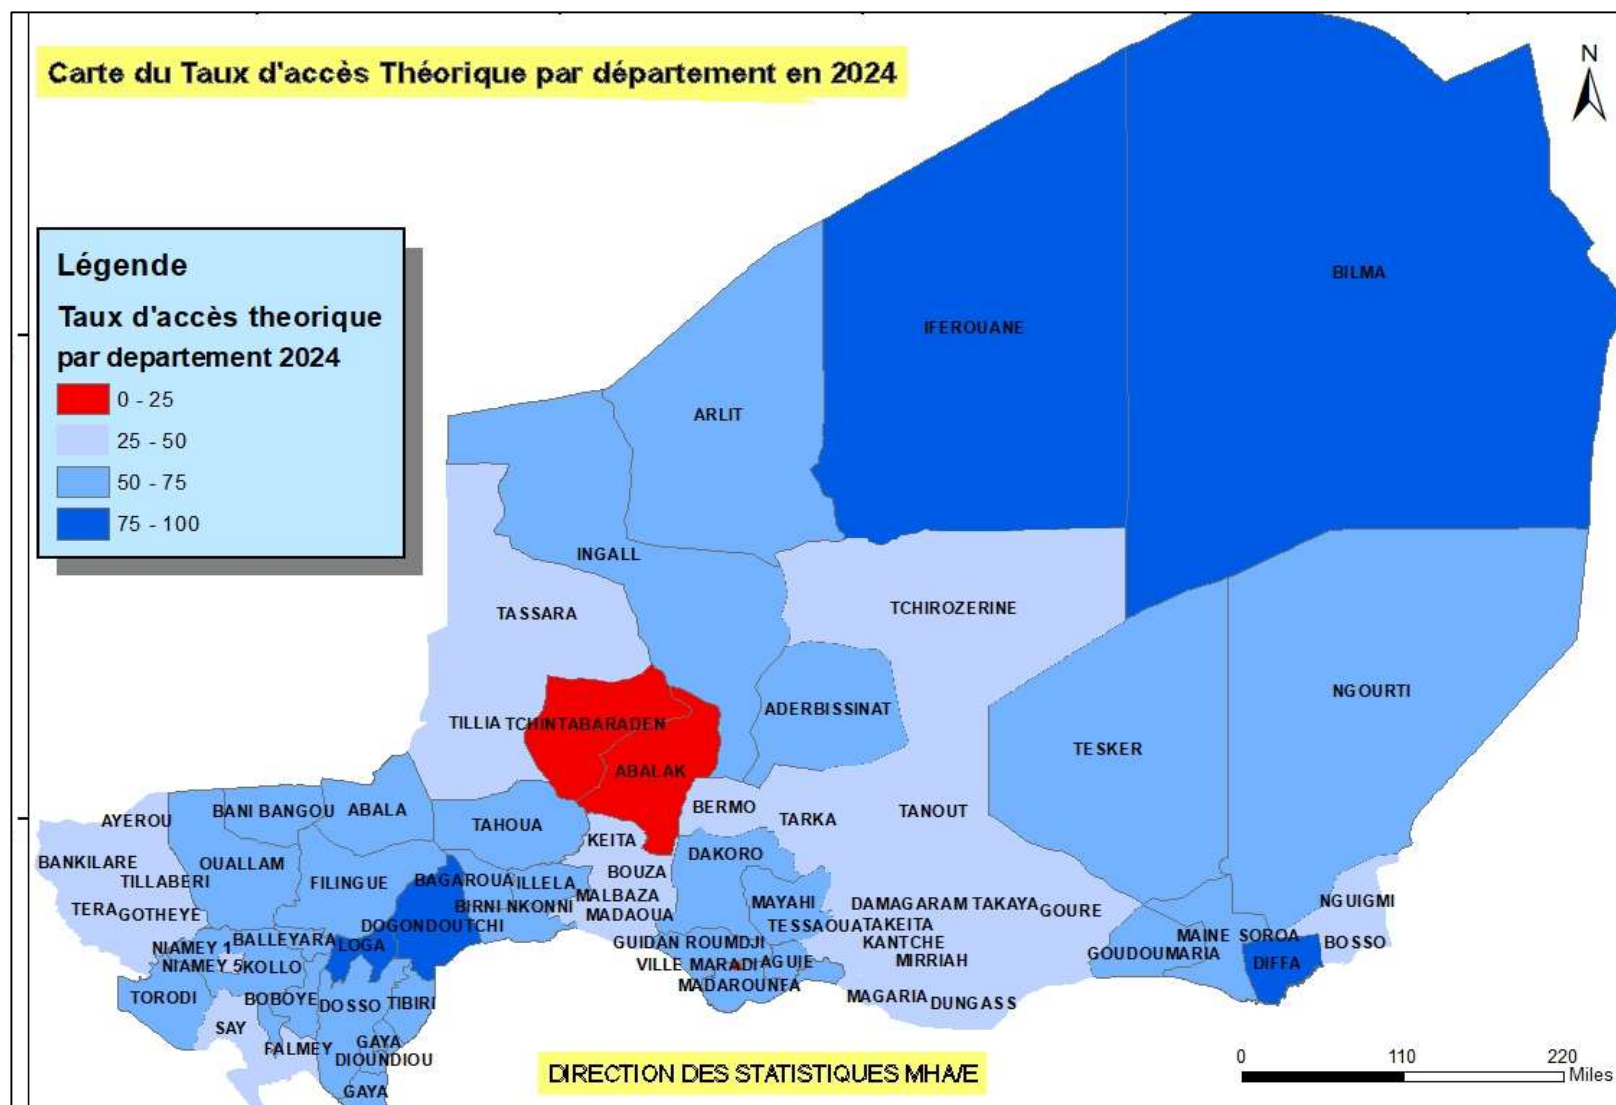 Carte du Taux d'accès Théorique par département en 2024
N
Légende
Taux d'accès theorique
par departement 2024
0 - 25
25 - 50
50 - 75
75 - 100
BILMA
IFEROUANE
ARLIT
INGALL
TASSARA
TCHIROZERINE
NGOURTI
ADERBISSINAT
TILLIA
TCHINTABARADEN
TESKER
ABALAK
BERMO
TARKA
TANOUT
AYEROU
BANI BANGOU
ABALA
TAHOUA
KEITA
DAKORO
BANKILARE
OUALLAM
TILLABERI
FILINGUE
BAGAROUA
ILLELA
BOUZA
MALBAZA
MAYAHI
DAMAGARAM TAKAYA
GOURE
NGUIGMI
TERA
GOTHEYE
BIRNI NKONNI
MADAOUA
DOGONDOUTCHI
TESSAOUA
TAKEITA
NIAMEY 1
BALLEYARA
LOGA
GUIDAN ROUMDJI
KANTCHE
MAINE SOROA
BOSSO
NIAMEY 5
KOLLO
VILLE MARADI
AGUIE
MIRRIAH
GOUDOUMARIA
DIFFA
TORODI
BOBOYE
DOSSO
TIBIRI
MADAROUNFA
MAGARIA
DUNGASS
SAY
FALMEY
GAYA
DIOUNDIOU
GAYA
DIRECTION DES STATISTIQUES MHA/E
0 110 220
Miles